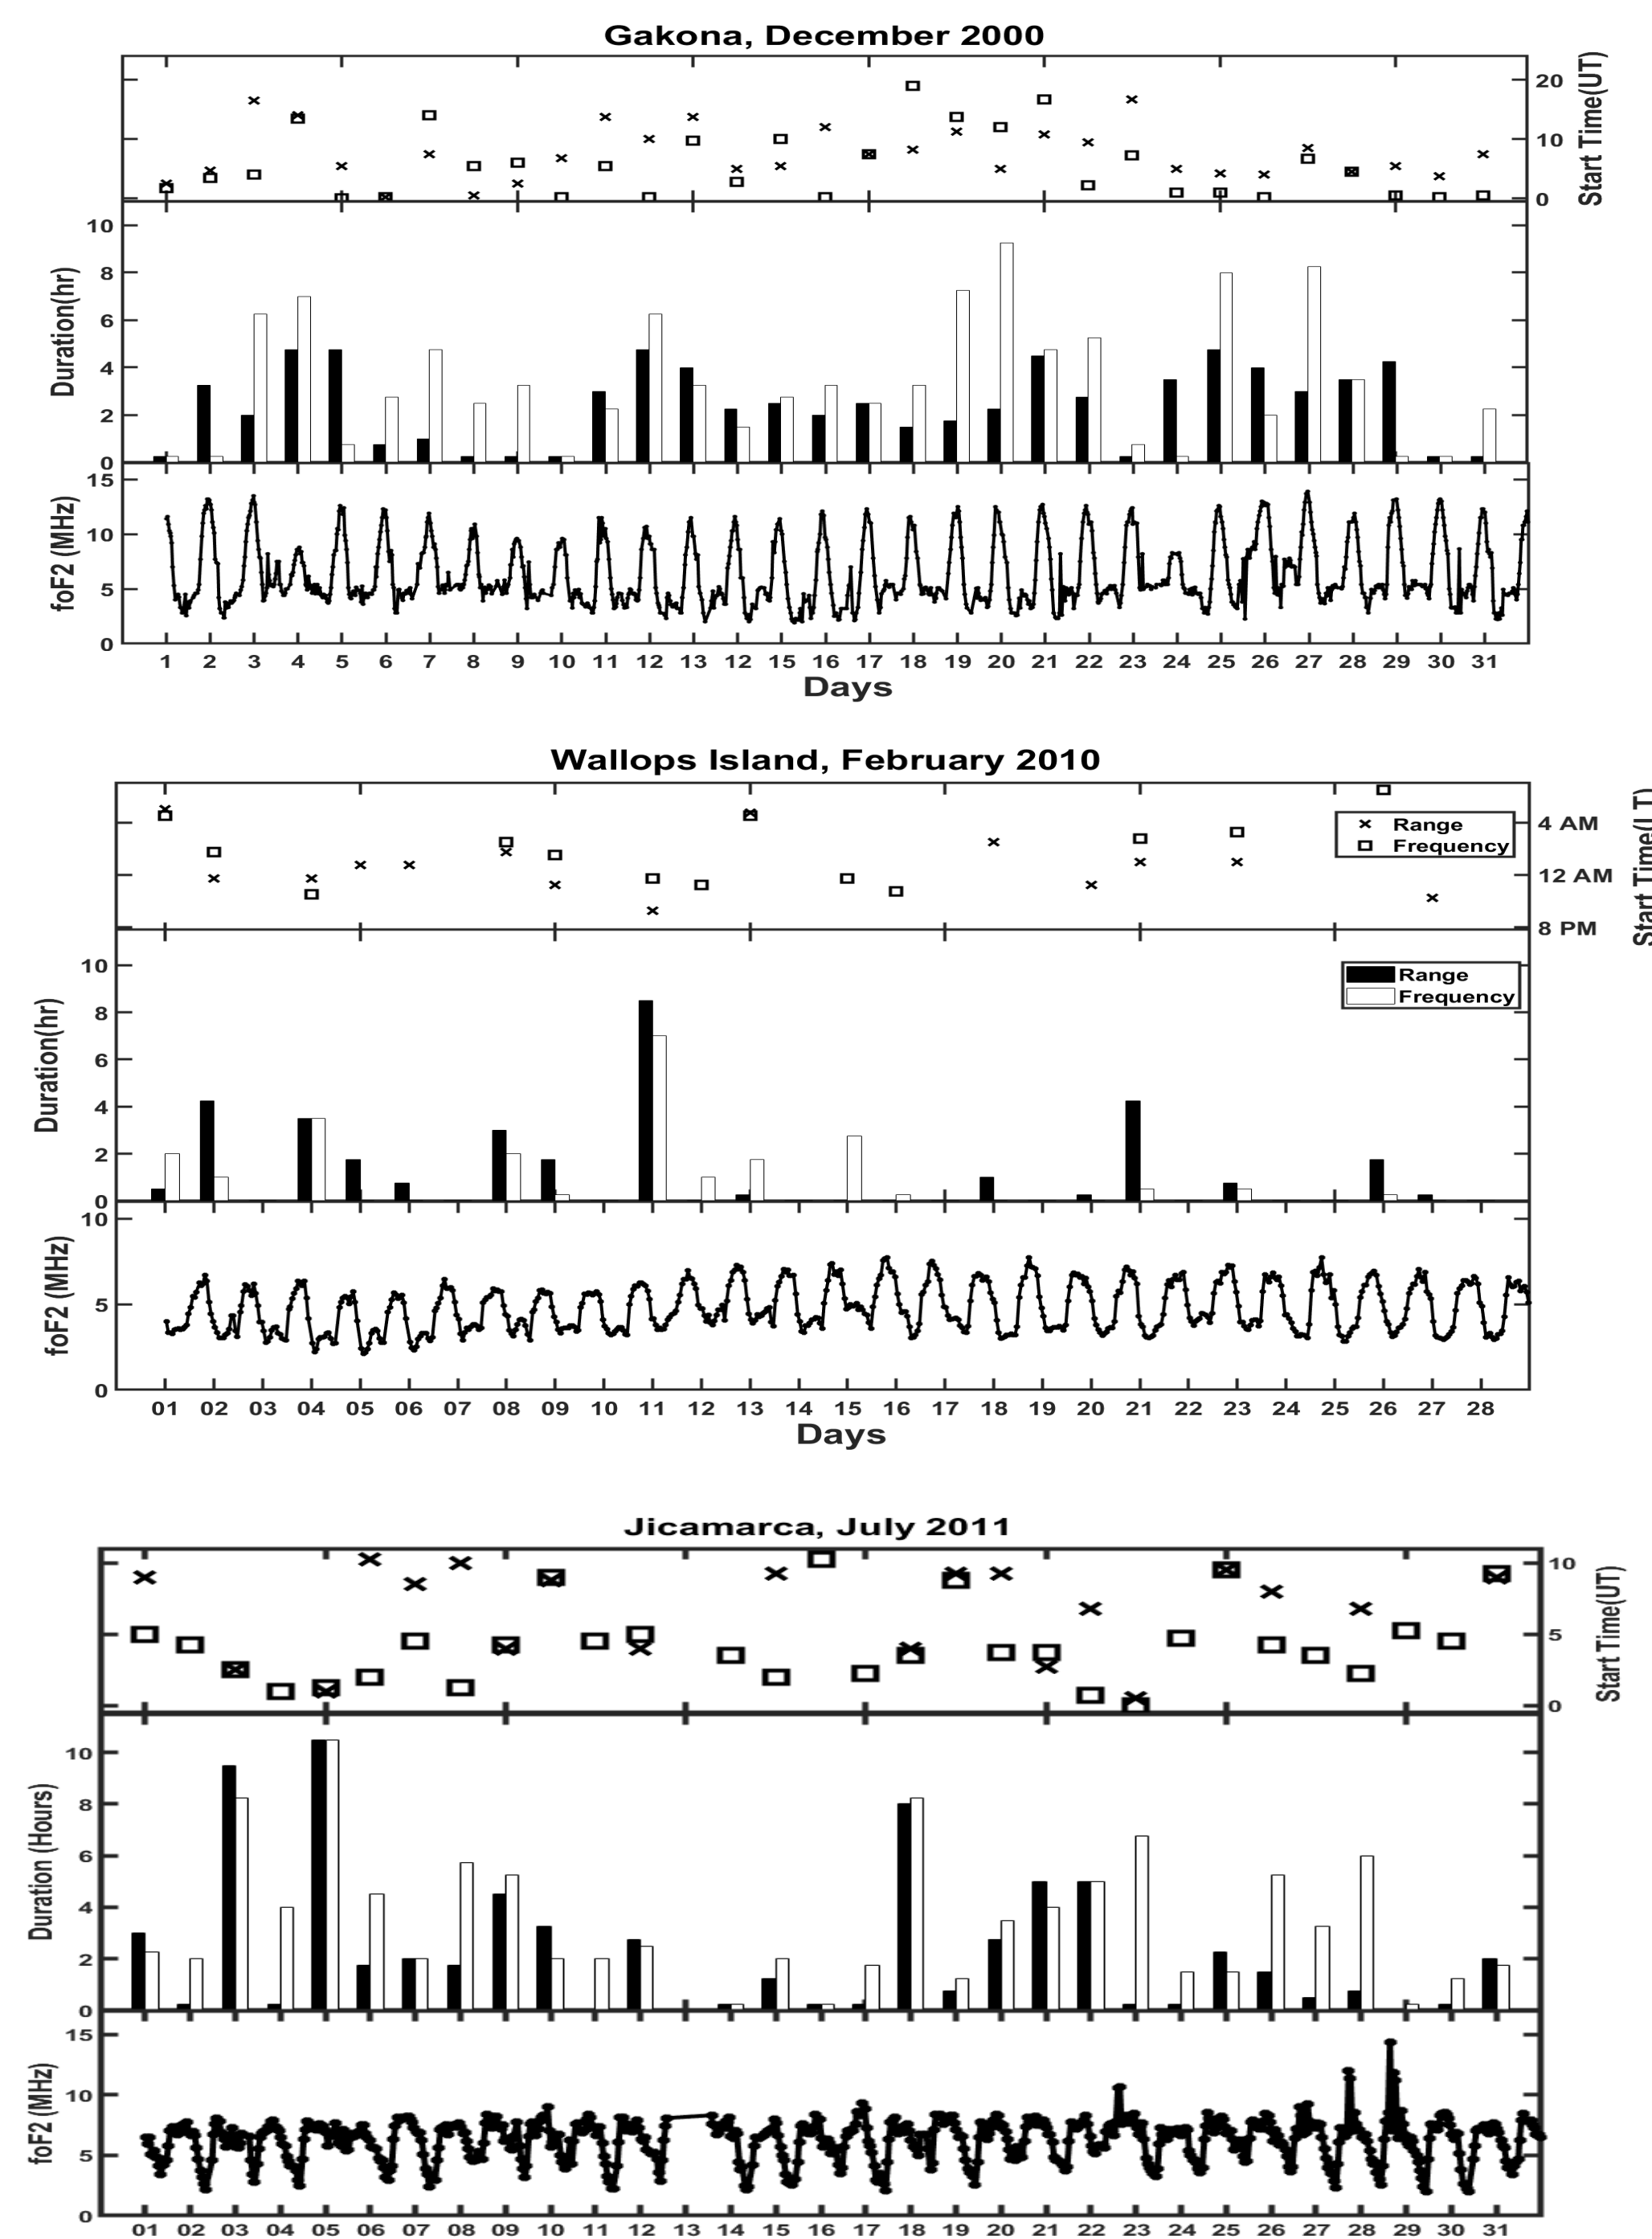 Gakona, December 2000
20
10
0
Start Time(UT)
10
8
6
4
2
0
Duration(hr)
15
10
5
0
foF2 (MHz)
1 2 3 4 5 6 7 8 9 10 11 12 13 12 15 16 17 18 19 20 21 22 23 24 25 26 27 28 29 30 31
Days
Wallops Island, February 2010
Range
Frequency
4 AM
12 AM
8 PM
Start Time(LT)
Range
Frequency
10
8
6
4
2
0
Duration(hr)
10
5
0
foF2 (MHz)
01 02 03 04 05 06 07 08 09 10 11 12 13 14 15 16 17 18 19 20 21 22 23 24 25 26 27 28
Days
Jicamarca, July 2011
10
5
0
Start Time(UT)
10
8
6
4
2
0
Duration (Hours)
15
10
5
0
foF2 (MHz)
01 02 03 04 05 06 07 08 09 10 11 12 13 14 15 16 17 18 19 20 21 22 23 24 25 26 27 28 29 30 31